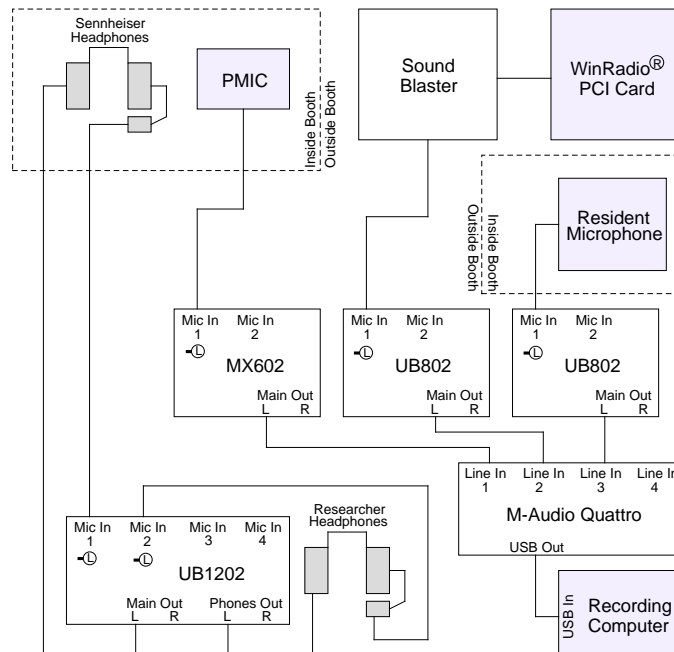 Sennheiser
Headphones
PMIC
Inside Booth
Outside Booth
Sound
Blaster
WinRadio®
PCI Card
Outside Booth
Inside Booth
Resident
Microphone
Mic In Mic In
1 2
L
MX602
Main Out
L R
Mic In Mic In
1 2
L
UB802
Main Out
L R
Mic In Mic In
1 2
L
UB802
Main Out
L R
Line In Line In Line In Line In
1 2 3 4
M-Audio Quattro
USB Out
Researcher
Headphones
Mic In Mic In Mic In Mic In
1 2 3 4
L L
UB1202
Main Out Phones Out
L R L R
USB In
Recording
Computer